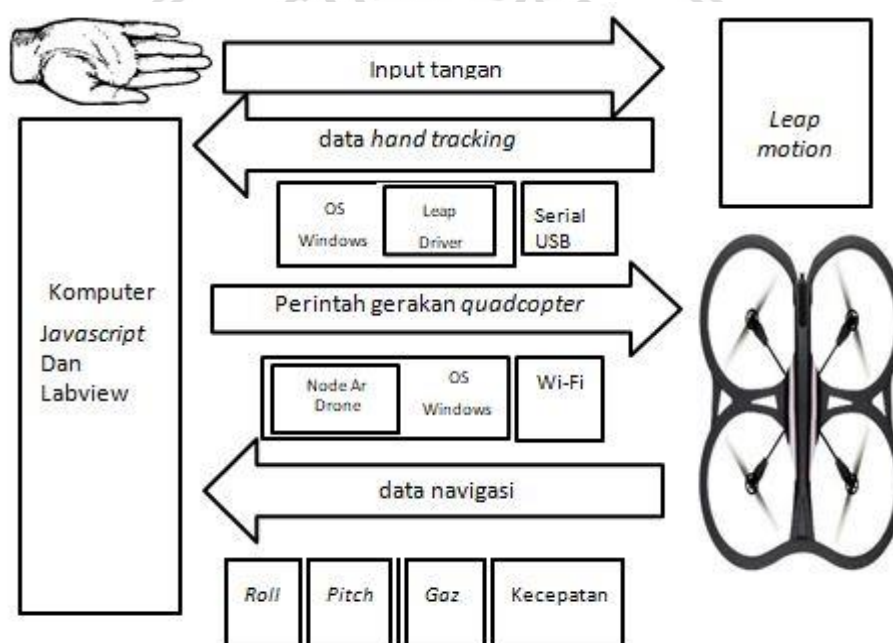 Input tangan
Leap
motion
data hand tracking
OS
Windows
Leap
Driver
Serial
USB
Komputer
Javascript
Dan
Labview
Perintah gerakan quadcopter
Node Ar
Drone
OS
Windows
Wi-Fi
data navigasi
Roll
Pitch
Gaz
Kecepatan